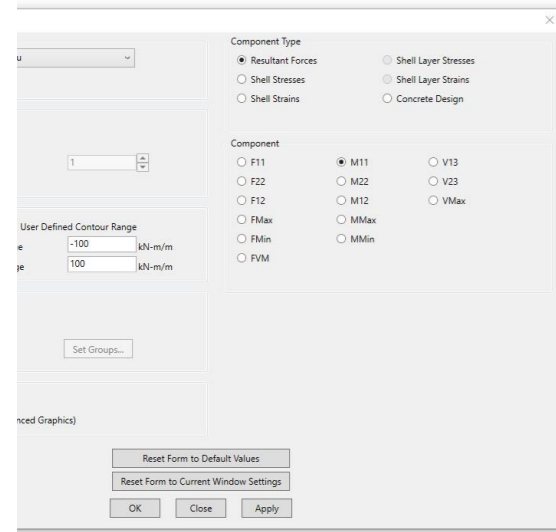 Component Type
u
Resultant Forces
Shell Layer Stresses
Shell Stresses
Shell Layer Strains
Shell Strains
Concrete Design
Component
1
F11
M11
V13
F22
M22
V23
F12
M12
VMax
FMax
MMax
FMin
MMin
FVM
User Defined Contour Range
e
-100
kN-m/m
ge
100
kN-m/m
Set Groups...
nced Graphics)
Reset Form to Default Values
Reset Form to Current Window Settings
OK
Close
Apply